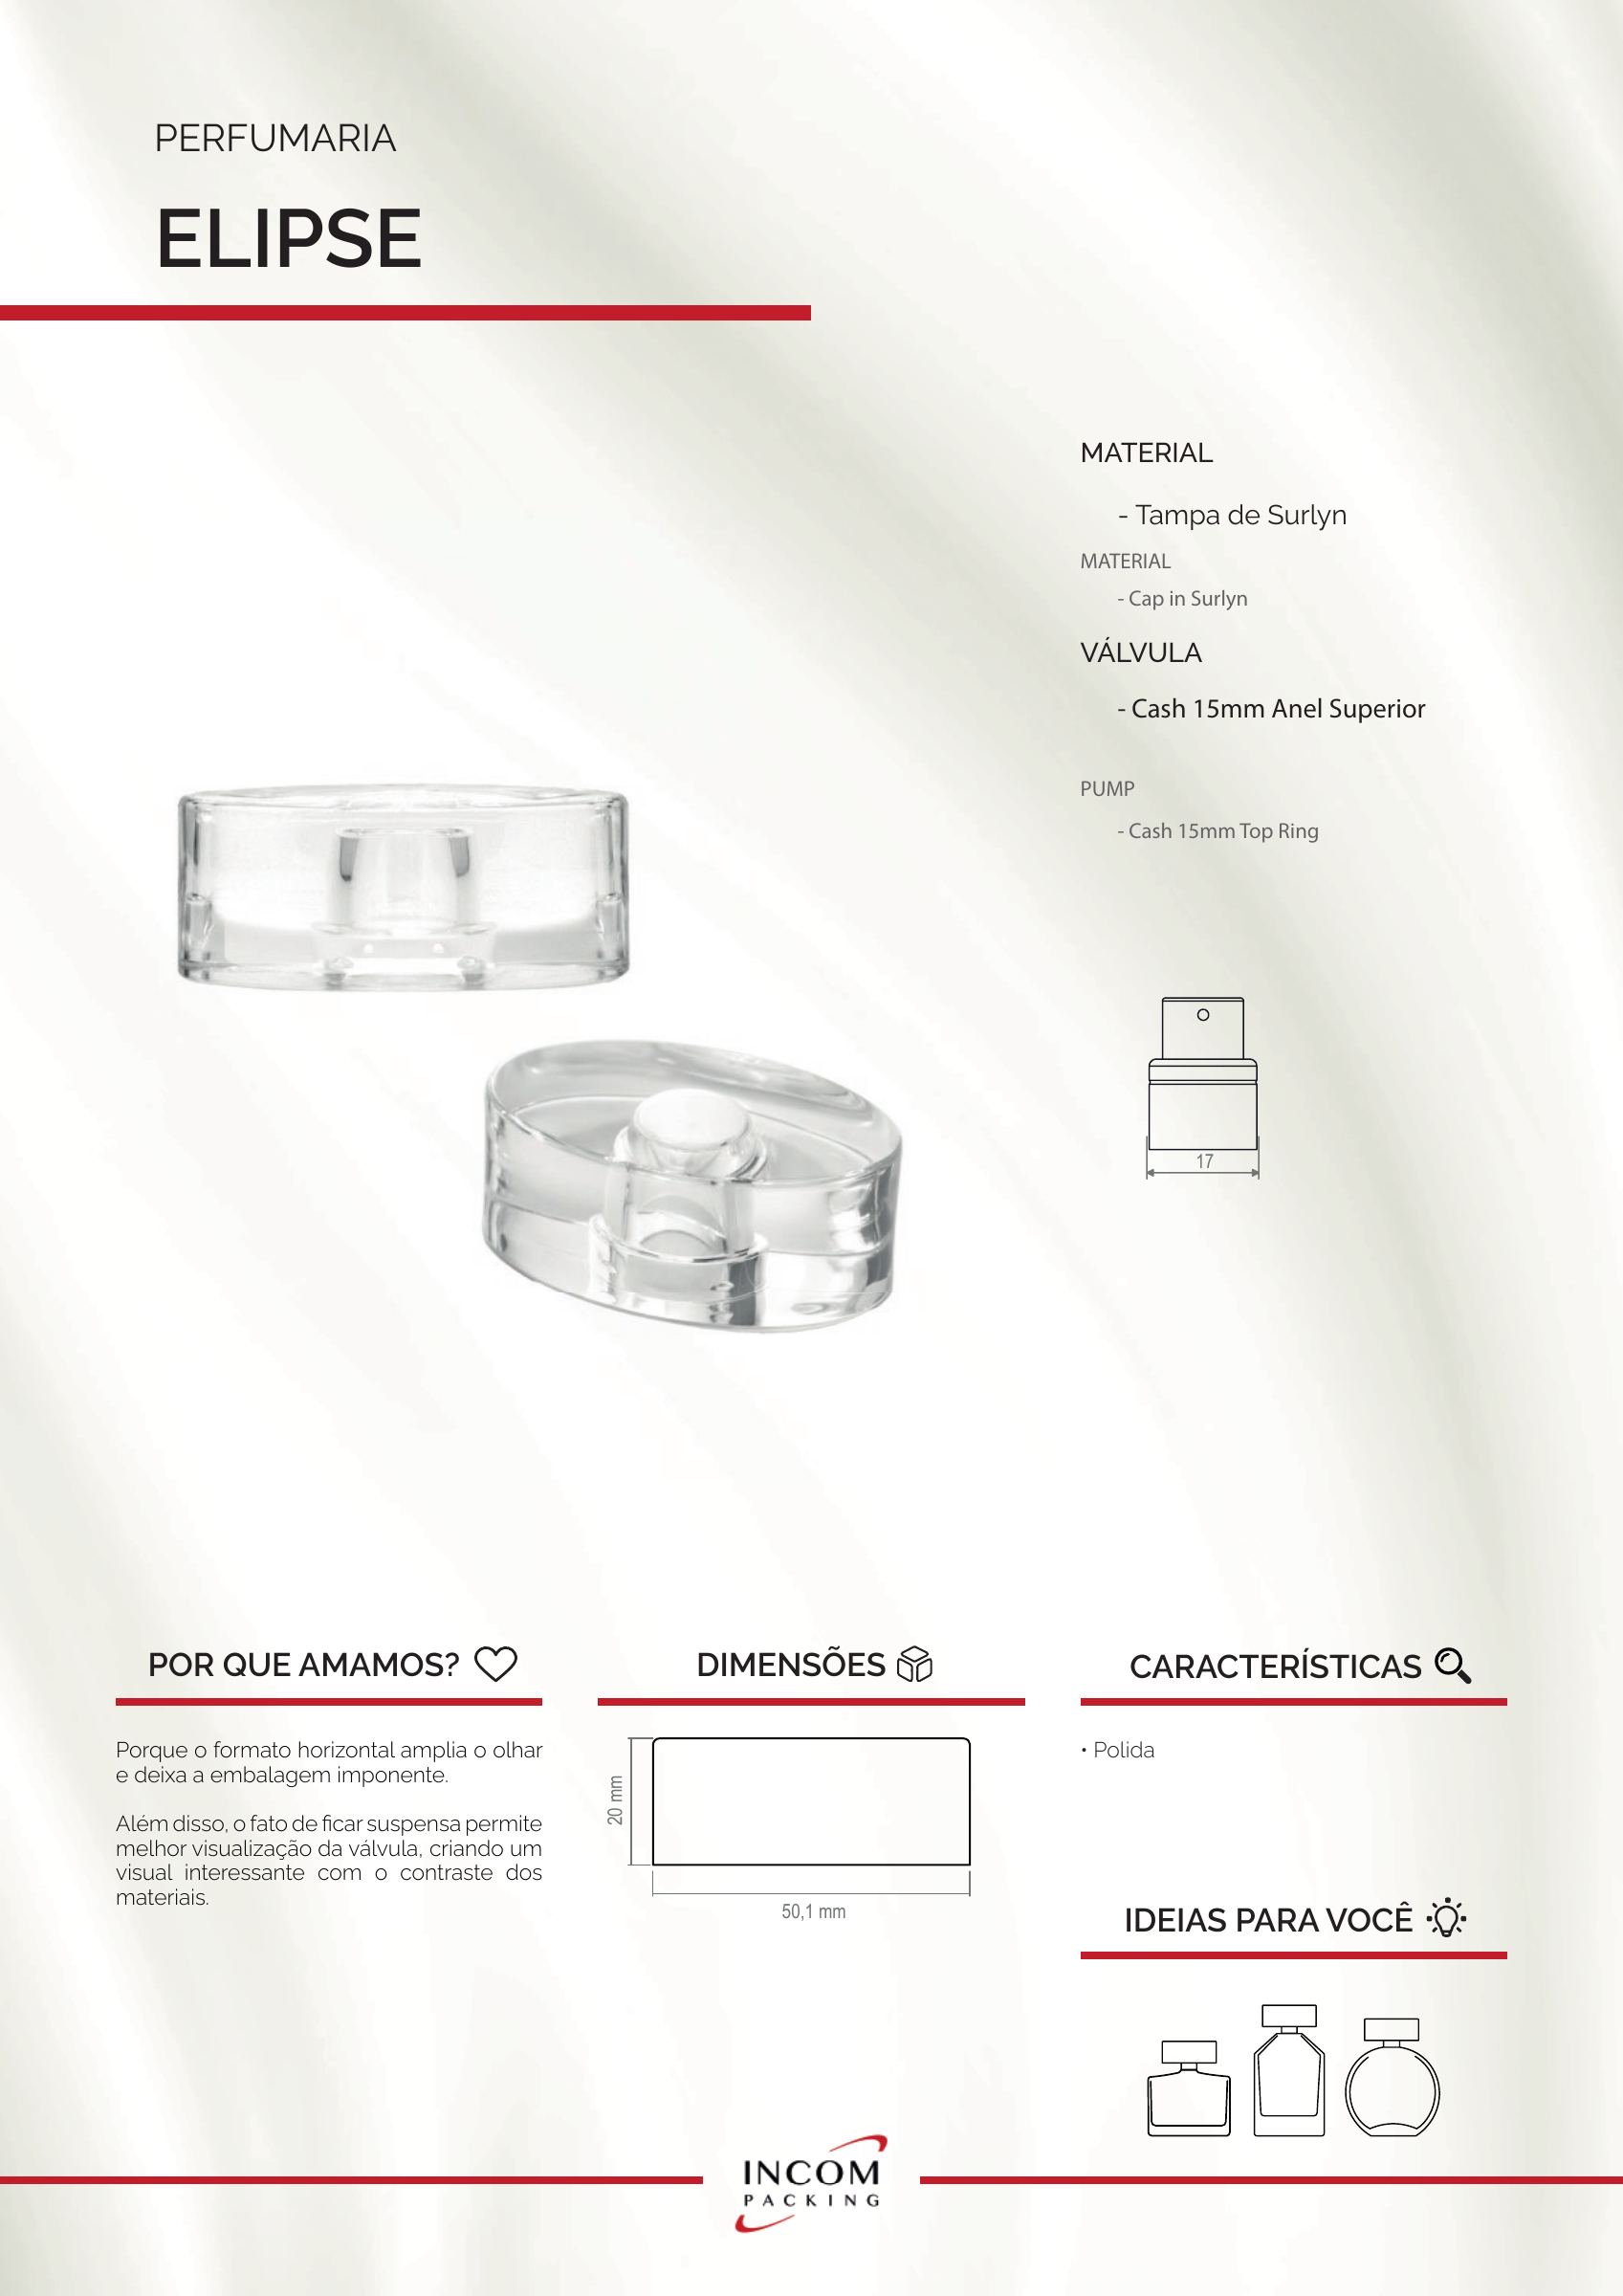 PERFUMARIA
ELIPSE
MATERIAL
- Tampa de Surlyn
MATERIAL
- Cap in Surlyn
VÁLVULA
- Cash 15mm Anel Superior
PUMP
- Cash 15mm Top Ring
17
POR QUE AMAMOS?
Porque o formato horizontal amplia o olhar
e deixa a embalagem imponente.
Além disso, o fato de ficar suspensa permite
melhor visualização da válvula, criando um
visual interessante com o contraste dos
materiais.
DIMENSÕES
20 mm
50,1 mm
CARACTERÍSTICAS
• Polida
IDEIAS PARA VOCÊ
INCOM
PACKING